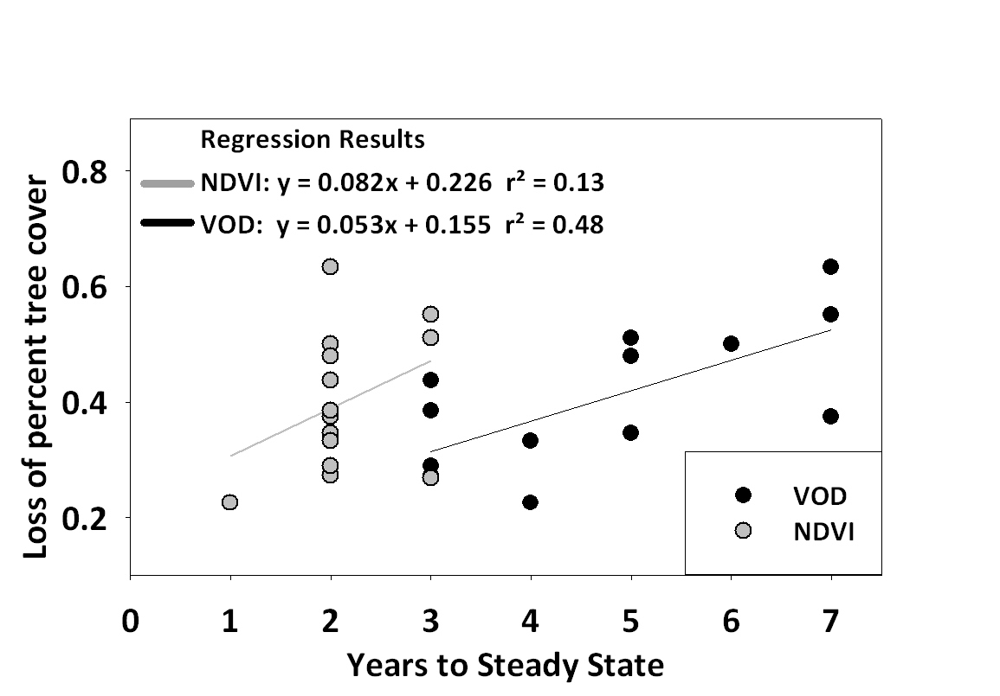 Regression Results
NDVI: y = 0.082x + 0.226 r² = 0.13
VOD: y = 0.053x + 0.155 r² = 0.48
Loss of percent tree cover
0.8
0.6
0.4
0.2
VOD
NDVI
0 1 2 3 4 5 6 7
Years to Steady State